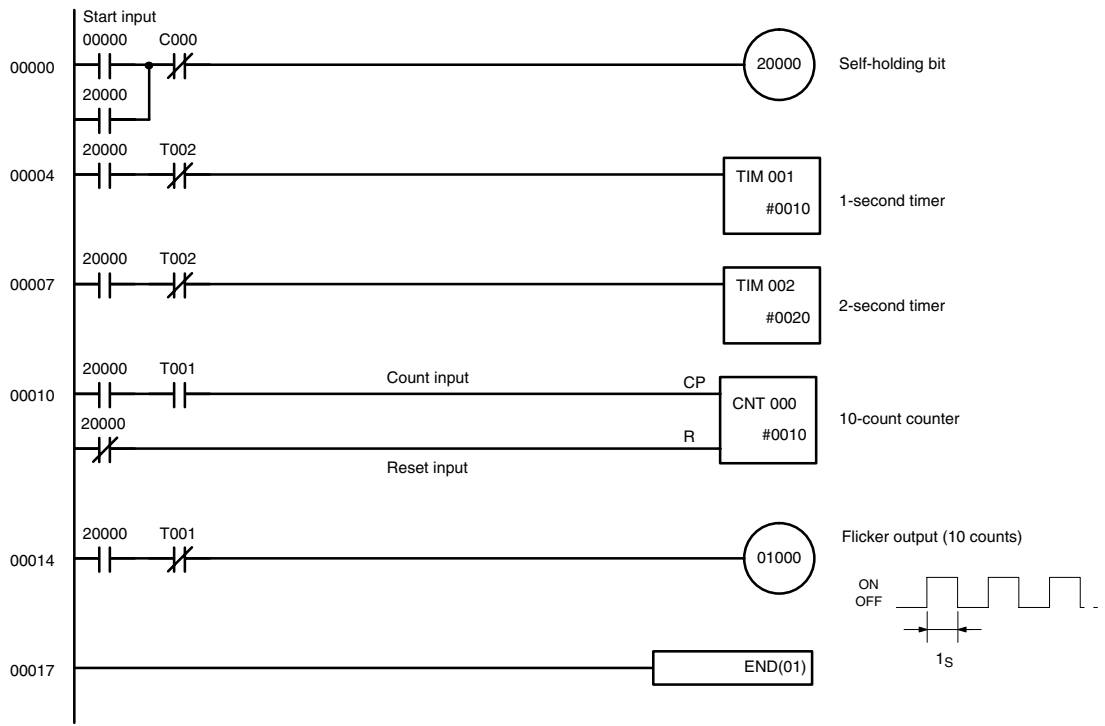 Start input
00000 C000
00000
20000
Self-holding bit
20000
20000 T002
00004
TIM 001
#0010
1-second timer
20000 T002
00007
TIM 002
#0020
2-second timer
20000 T001
00010
Count input
CP
CNT 000
#0010
10-count counter
20000
R
Reset input
20000 T001
00014
01000
Flicker output (10 counts)
ON
OFF
1S
00017
END(01)